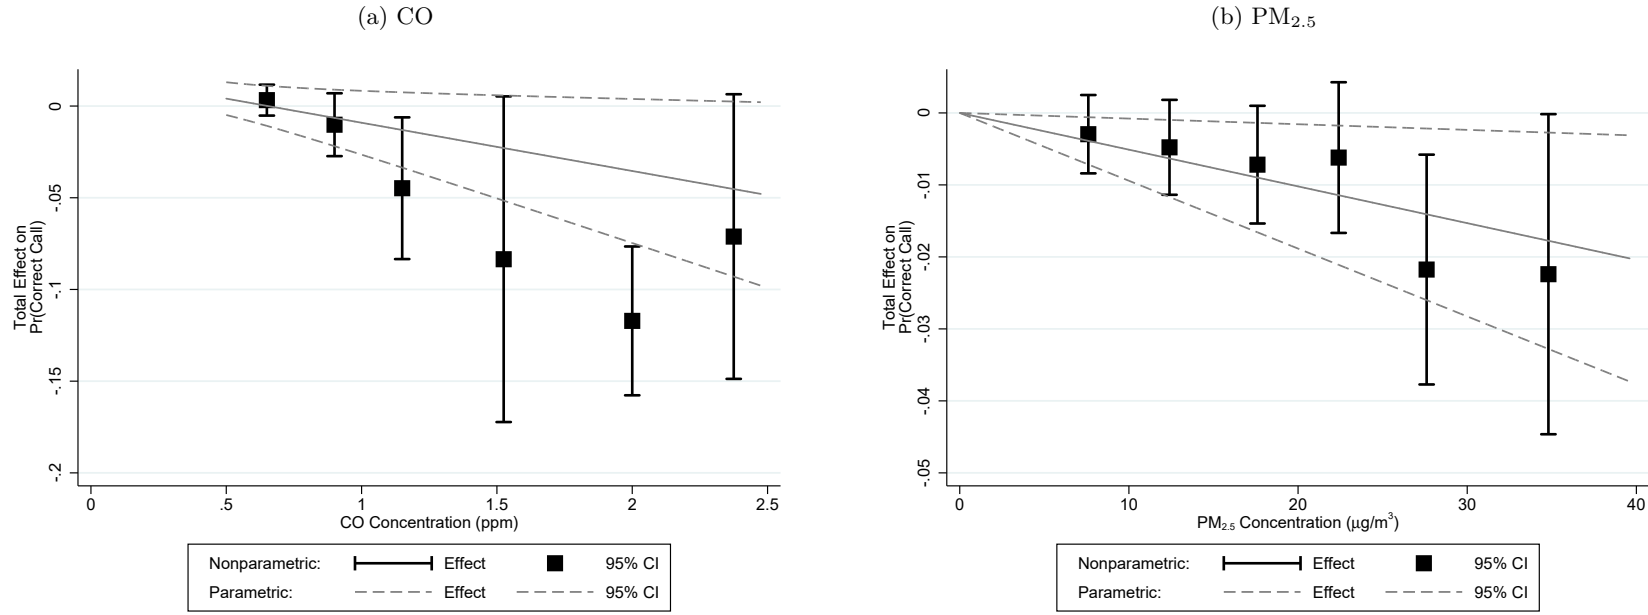 (a) CO
Total Effect on
Pr(Correct Call)
0
-.05
-.1
-.15
-.2
0
.5
1
1.5
2
2.5
CO Concentration (ppm)
Nonparametric: Effect 95% CI
Parametric: Effect 95% CI
(b) PM2.5
Total Effect on
Pr(Correct Call)
0
-.01
-.02
-.03
-.04
-.05
0
10
20
30
40
PM2.5 Concentration (μg/m³)
Nonparametric: Effect 95% CI
Parametric: Effect 95% CI